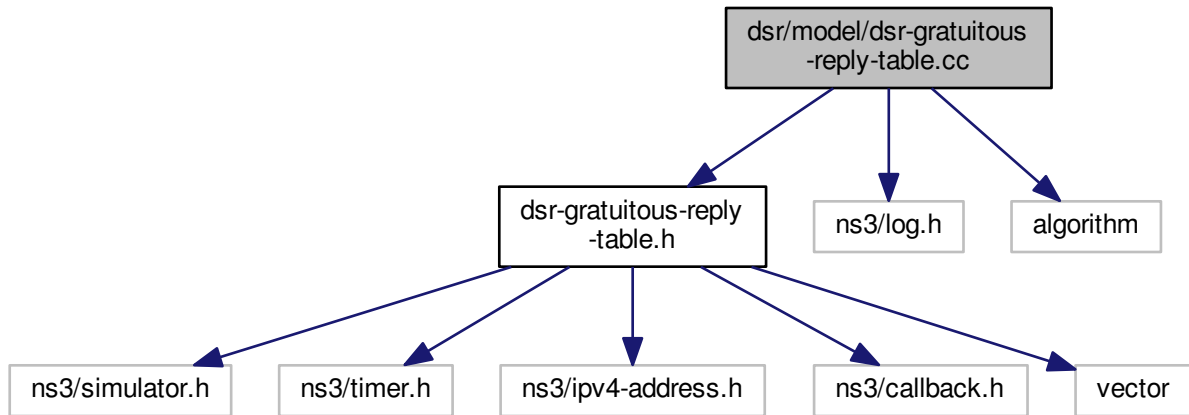 dsr/model/dsr-gratuitous
-reply-table.cc
dsr-gratuitous-reply
-table.h
ns3/log.h
algorithm
ns3/simulator.h
ns3/timer.h
ns3/ipv4-address.h
ns3/callback.h
vector